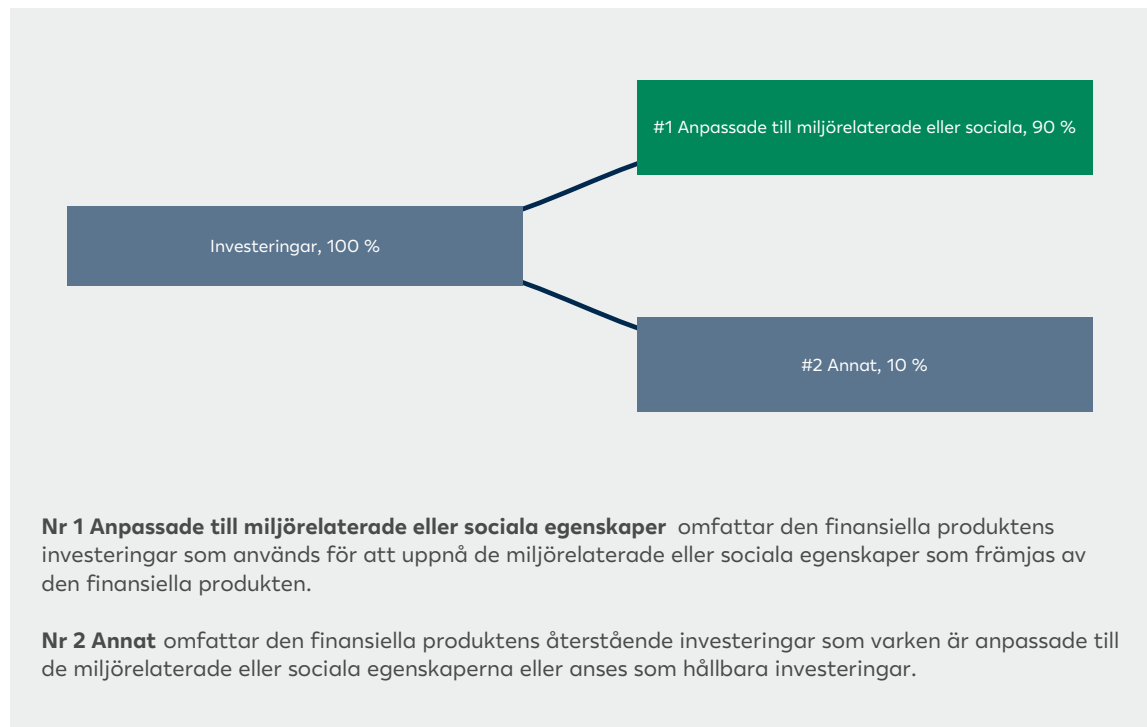 #1 Anpassade till miljörelaterade eller sociala, 90 %
Investeringar, 100 %
#2 Annat, 10 %
Nr 1 Anpassade till miljörelaterade eller sociala egenskaper omfattar den finansiella produktens
investeringar som används för att uppnå de miljörelaterade eller sociala egenskaper som främjas av
den finansiella produkten.
Nr 2 Annat omfattar den finansiella produktens återstående investeringar som varken är anpassade till
de miljörelaterade eller sociala egenskaperna eller anses som hållbara investeringar.